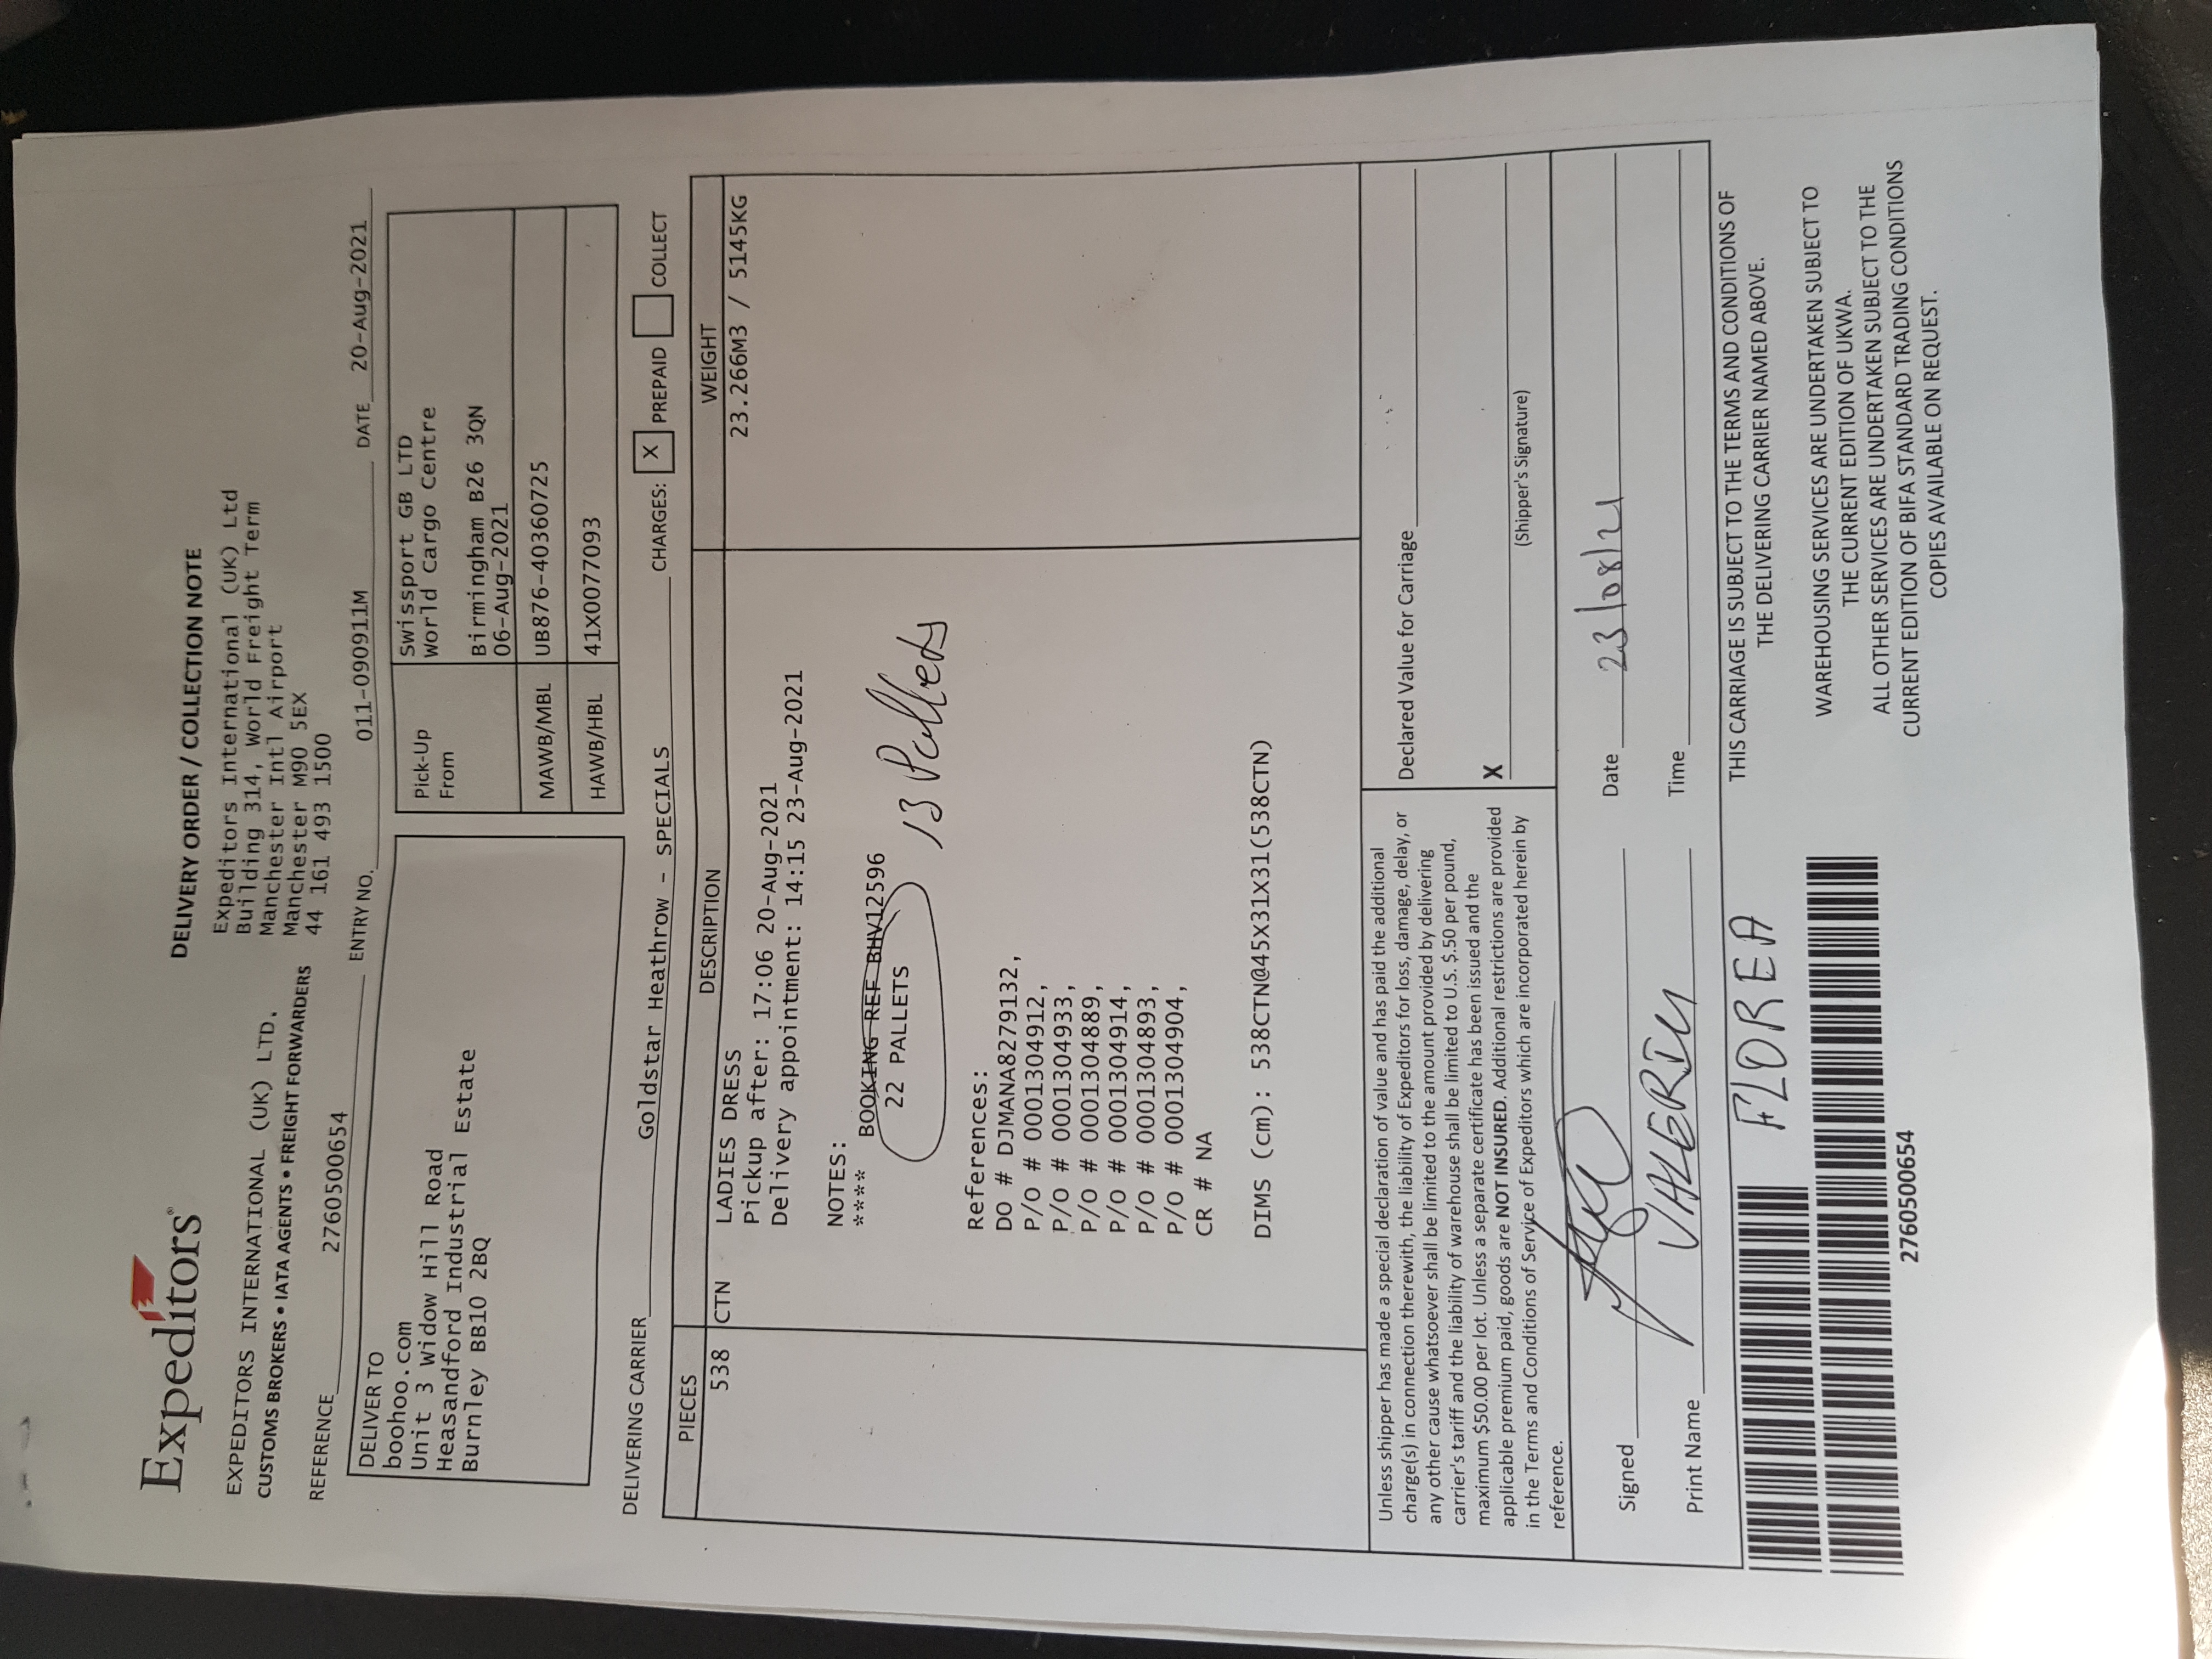 Expeditors®
EXPEDITORS INTERNATIONAL (UK) LTD.
CUSTOMS BROKERS • IATA AGENTS • FREIGHT FORWARDERS
DELIVERY ORDER / COLLECTION NOTE
Expeditors International (UK) Ltd
Building 314, World Freight Term
Manchester Intl Airport
Manchester M90 5EX
44 161 493 1500
REFERENCE 2760500654
ENTRY NO. 011-090911M
DATE 20-Aug-2021
DELIVER TO
boohoo.com
Unit 3 Widow Hill Road
Heasandford Industrial Estate
Burnley BB10 2BQ
Pick-Up From
Swissport GB LTD
World Cargo Centre
Birmingham B26 3QN
06-Aug-2021
MAWB/MBL UB876-40360725
HAWB/HBL 41X0077093
DELIVERING CARRIER Goldstar Heathrow - SPECIALS
CHARGES: X PREPAID COLLECT
PIECES DESCRIPTION WEIGHT
538 CTN LADIES DRESS 23.266M3 / 5145KG
Pickup after: 17:06 20-Aug-2021
Delivery appointment: 14:15 23-Aug-2021
NOTES:
**** BOOKING REF BHV12596
22 PALLETS 13 Pallets
References:
DO # DJMANA8279132,
P/O # 0001304912,
P/O # 0001304933,
P/O # 0001304889,
P/O # 0001304914,
P/O # 0001304893,
P/O # 0001304904,
CR # NA
DIMS (cm): 538CTN@45X31X31(538CTN)
Unless shipper has made a special declaration of value and has paid the additional
charge(s) in connection therewith, the liability of Expeditors for loss, damage, delay, or
any other cause whatsoever shall be limited to the amount provided by delivering
carrier's tariff and the liability of warehouse shall be limited to U.S. $.50 per pound,
maximum $50.00 per lot. Unless a separate certificate has been issued and the
applicable premium paid, goods are NOT INSURED. Additional restrictions are provided
in the Terms and Conditions of Service of Expeditors which are incorporated herein by
reference.
Declared Value for Carriage
X
(Shipper's Signature)
Signed
Date 23/08/21
Print Name VALERIU
Time
FLOREA
2760500654
THIS CARRIAGE IS SUBJECT TO THE TERMS AND CONDITIONS OF
THE DELIVERING CARRIER NAMED ABOVE.
WAREHOUSING SERVICES ARE UNDERTAKEN SUBJECT TO
THE CURRENT EDITION OF UKWA.
ALL OTHER SERVICES ARE UNDERTAKEN SUBJECT TO THE
CURRENT EDITION OF BIFA STANDARD TRADING CONDITIONS
COPIES AVAILABLE ON REQUEST.